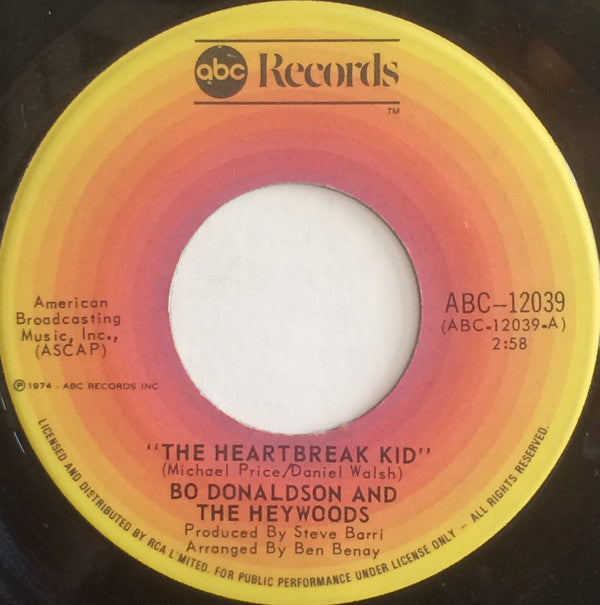 abc Records
TM
American
Broadcasting
Music, Inc.,
(ASCAP)
ABC-12039
(ABC-12039-A)
2:58
℗ 1974 - ABC RECORDS INC
"THE HEARTBREAK KID"
(Michael Price/Daniel Walsh)
BO DONALDSON AND
THE HEYWOODS
Produced By Steve Barri
Arranged By Ben Benay
LICENSED AND DISTRIBUTED BY RCA L'MITED. FOR PUBLIC PERFORMANCE UNDER LICENSE ONLY - ALL RIGHTS RESERVED.